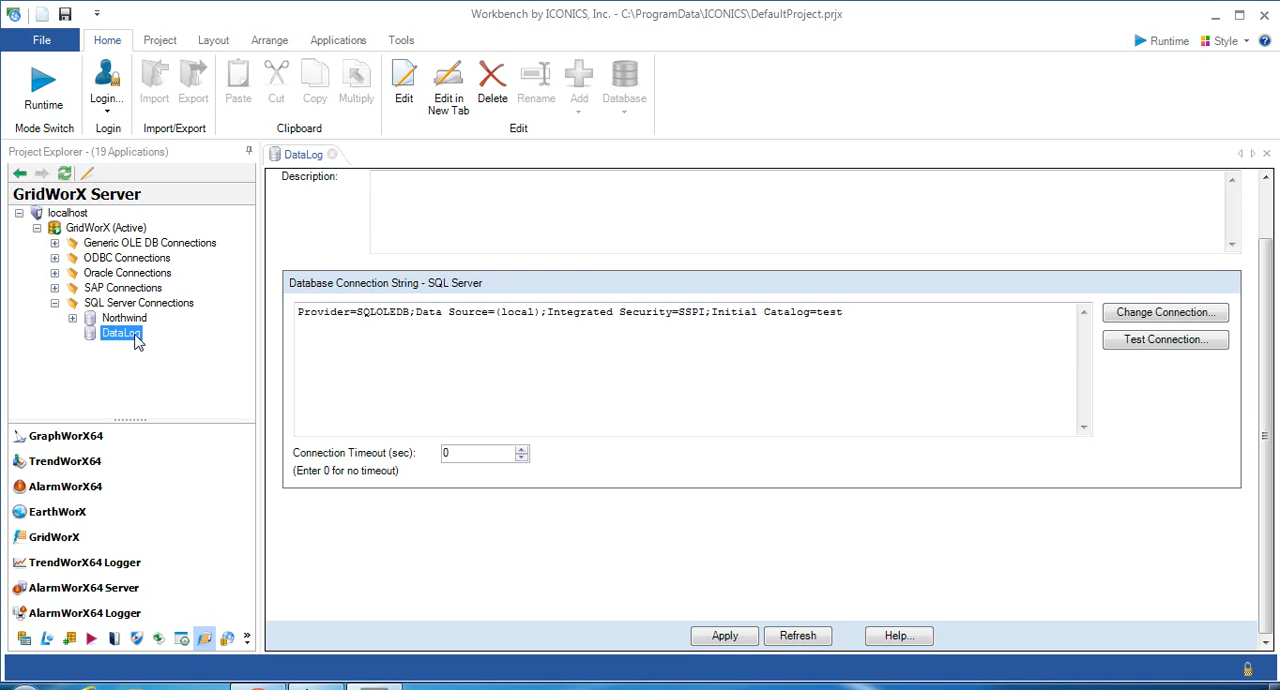 Workbench by ICONICS, Inc. - C:\ProgramData\ICONICS\DefaultProject.prjx
File Home Project Layout Arrange Applications Tools
Runtime Style
Runtime Login... Import Export Paste Cut Copy Multiply Edit Edit in New Tab Delete Rename Add Database
Mode Switch Login Import/Export Clipboard Edit
Project Explorer - (19 Applications)
DataLog
GridWorX Server
localhost
GridWorX (Active)
Generic OLE DB Connections
ODBC Connections
Oracle Connections
SAP Connections
SQL Server Connections
Northwind
DataLog
GraphWorX64
TrendWorX64
AlarmWorX64
EarthWorX
GridWorX
TrendWorX64 Logger
AlarmWorX64 Server
AlarmWorX64 Logger
Description:
Database Connection String - SQL Server
Provider=SQLOLEDB;Data Source=(local);Integrated Security=SSPI;Initial Catalog=test
Change Connection...
Test Connection...
Connection Timeout (sec): 0
(Enter 0 for no timeout)
Apply Refresh Help...